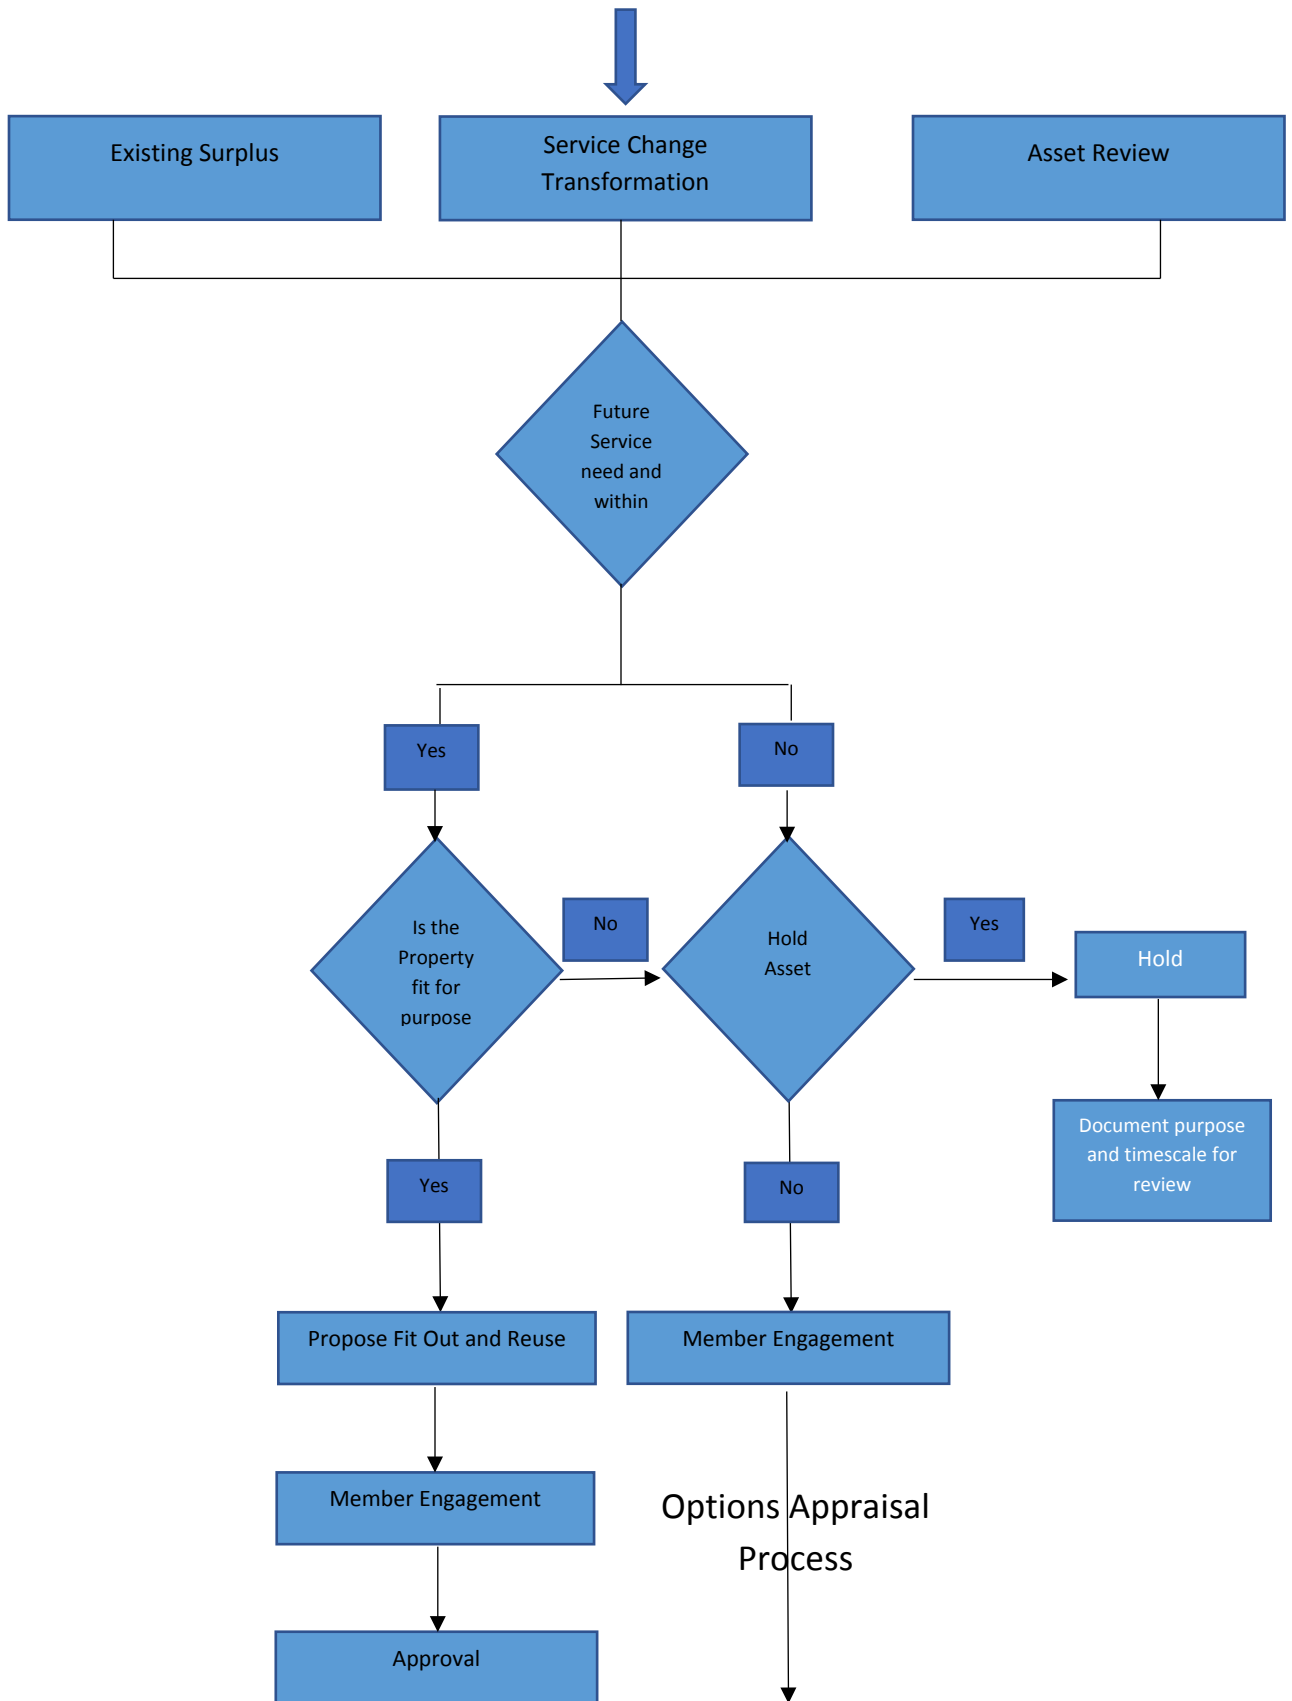 Existing Surplus
Service Change
Transformation
Asset Review
Future
Service
need and
within
Yes
No
Is the
Property
fit for
purpose
No
Hold
Asset
Yes
Hold
Document purpose
and timescale for
review
Yes
No
Propose Fit Out and Reuse
Member Engagement
Member Engagement
Options Appraisal
Process
Approval